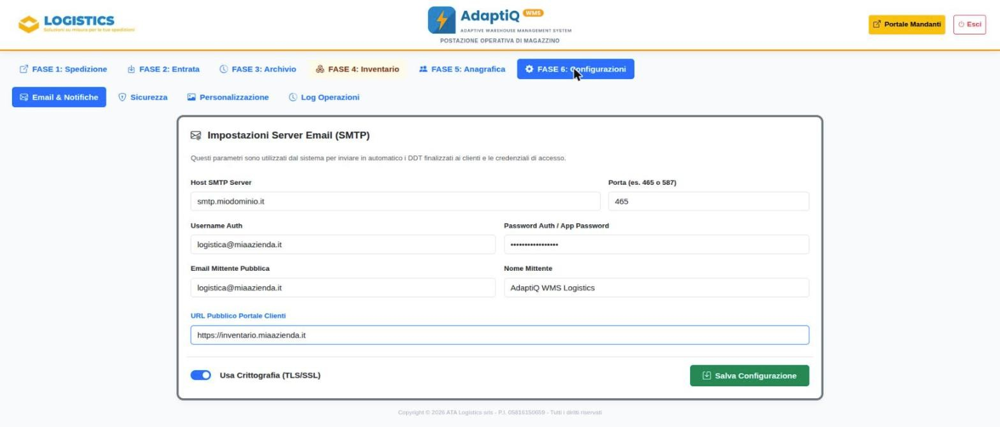 LOGISTICS
Soluzioni su misura per le tue spedizioni
AdaptiQ WMS
ADAPTIVE WAREHOUSE MANAGEMENT SYSTEM
POSTAZIONE OPERATIVA DI MAGAZZINO
Portale Mandanti
Esci
FASE 1: Spedizione
FASE 2: Entrata
FASE 3: Archivio
FASE 4: Inventario
FASE 5: Anagrafica
FASE 6: Configurazioni
Email & Notifiche
Sicurezza
Personalizzazione
Log Operazioni
Impostazioni Server Email (SMTP)
Questi parametri sono utilizzati dal sistema per inviare in automatico i DDT finalizzati ai clienti e le credenziali di accesso.
Host SMTP Server
Porta (es. 465 o 587)
smtp.miodominio.it
465
Username Auth
Password Auth / App Password
logistica@miaazienda.it
•••••••••••••••••
Email Mittente Pubblica
Nome Mittente
logistica@miaazienda.it
AdaptiQ WMS Logistics
URL Pubblico Portale Clienti
https://inventario.miaazienda.it
Usa Crittografia (TLS/SSL)
Salva Configurazione
Copyright © 2026 ATA Logistics srls - P.I. 05816150659 - Tutti i diritti riservati